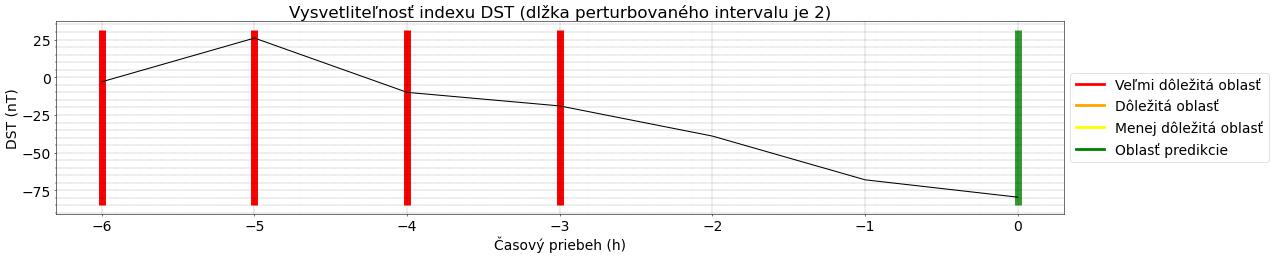 Vysvetliteľnosť indexu DST (dĺžka perturbovaného intervalu je 2)
25
0
−25
−50
−75
DST (nT)
−6 −5 −4 −3 −2 −1 0
Časový priebeh (h)
Veľmi dôležitá oblasť
Dôležitá oblasť
Menej dôležitá oblasť
Oblasť predikcie